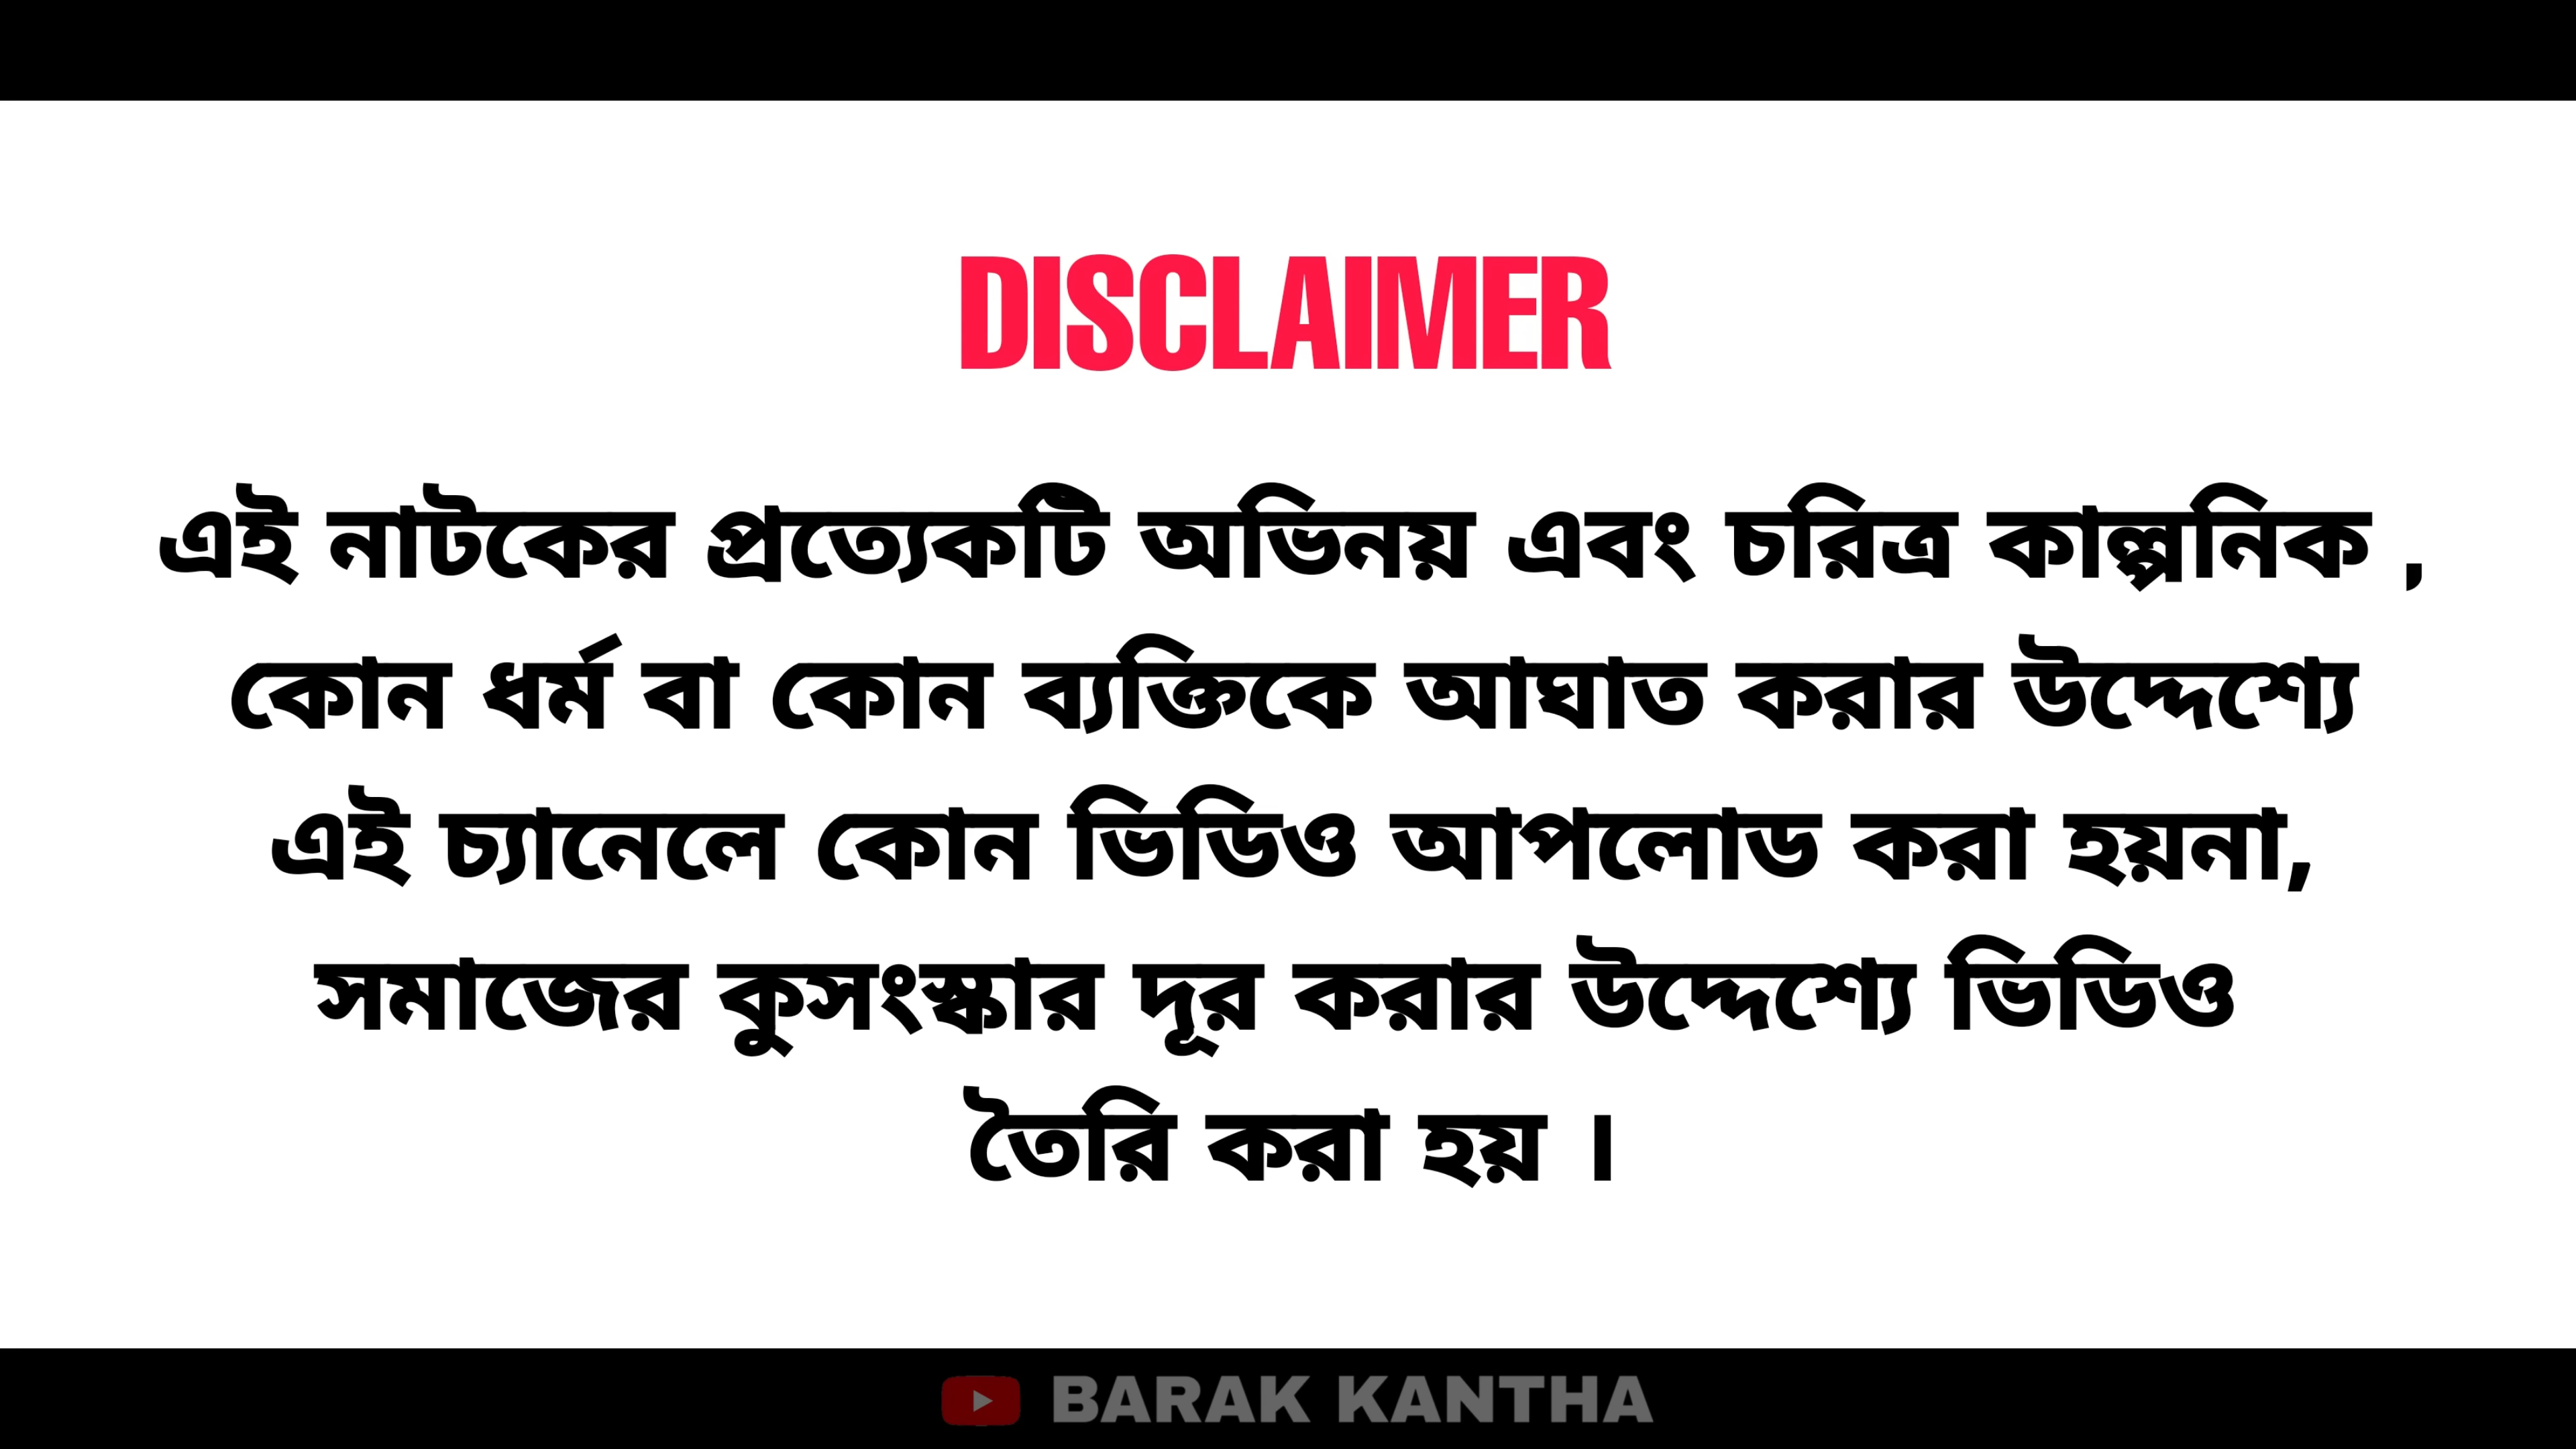 DISCLAIMER
এই নাটকের প্রত্যেকটি অভিনয় এবং চরিত্র কাল্পনিক ,
কোন ধর্ম বা কোন ব্যক্তিকে আঘাত করার উদ্দেশ্যে
এই চ্যানেলে কোন ভিডিও আপলোড করা হয়না,
সমাজের কুসংস্কার দূর করার উদ্দেশ্যে ভিডিও
তৈরি করা হয় ।
BARAK KANTHA